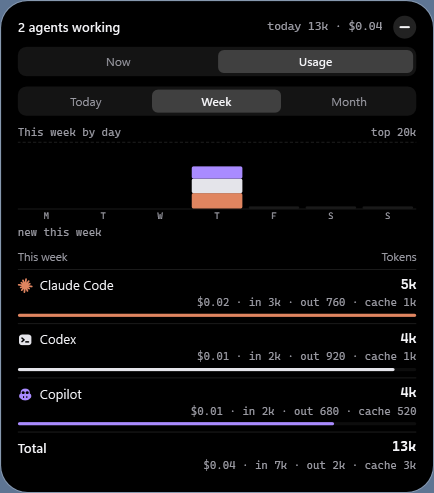 2 agents working today 13k · $0.04
Now Usage
Today Week Month
This week by day top 20k
M T W T F S S
new this week
This week Tokens
Claude Code 5k
$0.02 · in 3k · out 760 · cache 1k
Codex 4k
$0.01 · in 2k · out 920 · cache 1k
Copilot 4k
$0.01 · in 2k · out 680 · cache 520
Total 13k
$0.04 · in 7k · out 2k · cache 3k